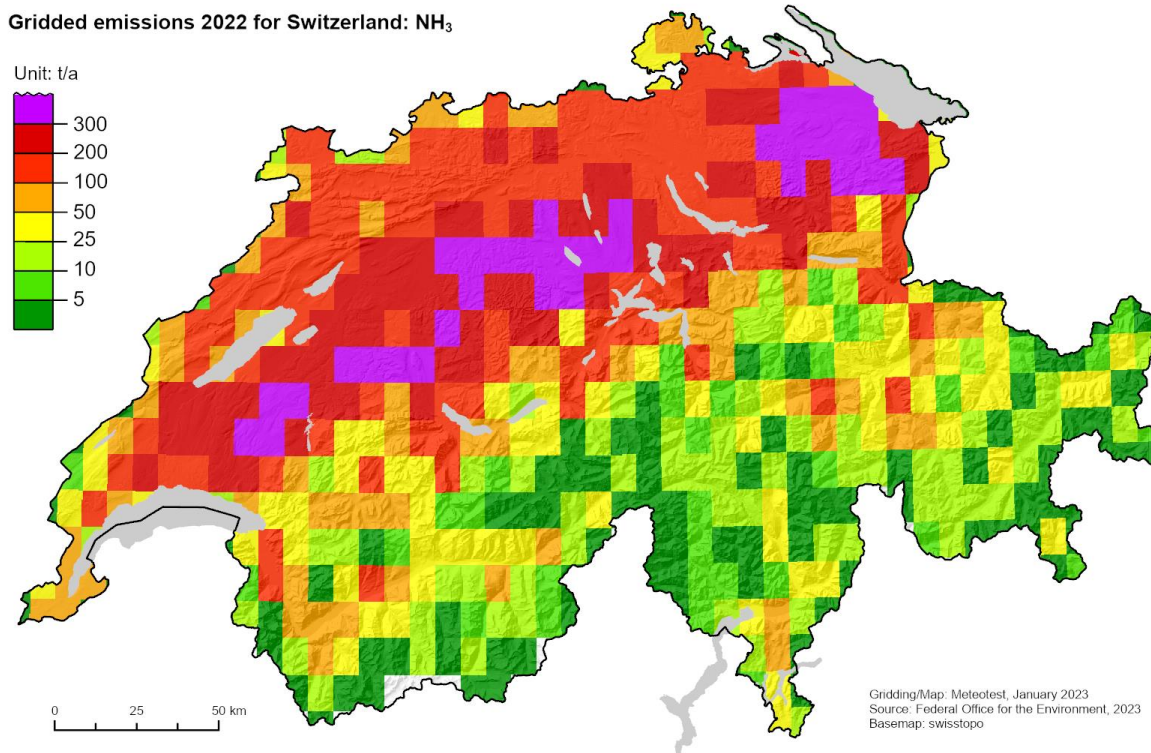 Gridded emissions 2022 for Switzerland: NH₃
Unit: t/a
300
200
100
50
25
10
5
0 25 50 km
Gridding/Map: Meteotest, January 2023
Source: Federal Office for the Environment, 2023
Basemap: swisstopo